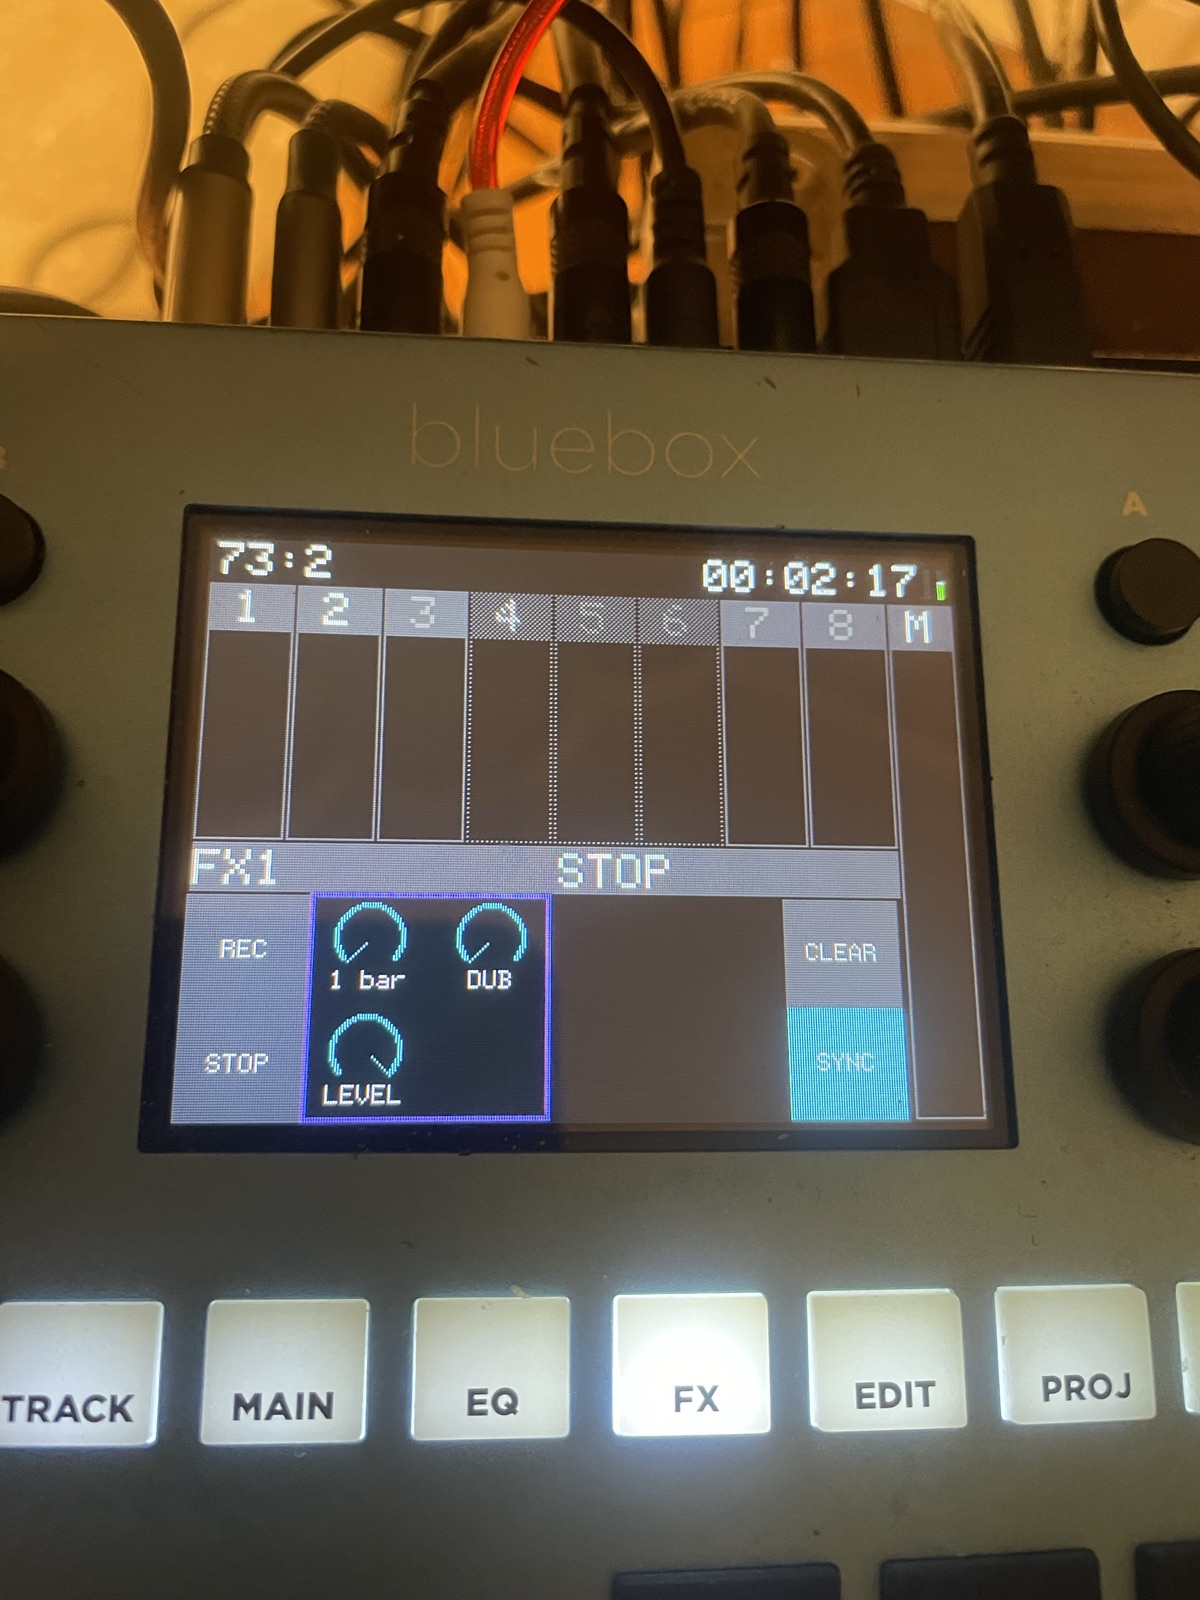 bluebox
A
73:2
00:02:17
1 2 3 4 5 6 7 8 M
FX1 STOP
REC
1 bar
DUB
CLEAR
STOP
LEVEL
SYNC
TRACK
MAIN
EQ
FX
EDIT
PROJ